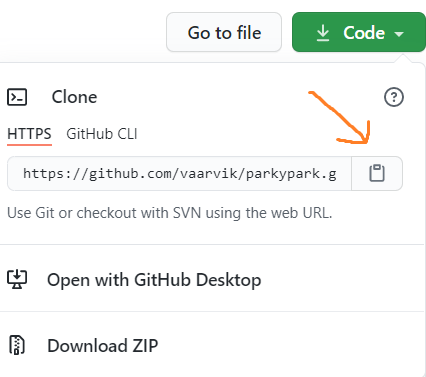 Go to file
Code
Clone
HTTPS
GitHub CLI
https://github.com/vaarvik/parkypark.g
Use Git or checkout with SVN using the web URL.
Open with GitHub Desktop
Download ZIP